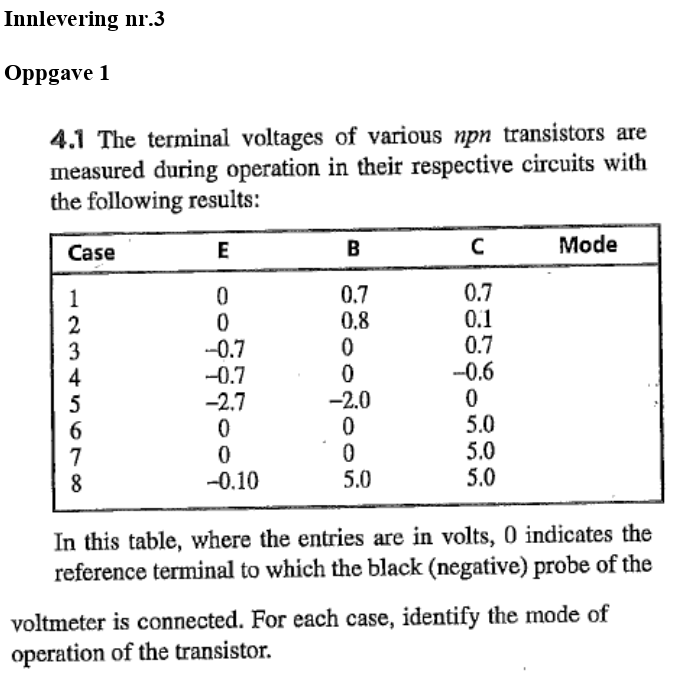 Innlevering nr.3
Oppgave 1
4.1 The terminal voltages of various npn transistors are
measured during operation in their respective circuits with
the following results:
Case E B C Mode
1 0 0.7 0.7
2 0 0.8 0.1
3 –0.7 0 0.7
4 –0.7 0 –0.6
5 –2.7 –2.0 0
6 0 0 5.0
7 0 0 5.0
8 –0.10 5.0 5.0
In this table, where the entries are in volts, 0 indicates the
reference terminal to which the black (negative) probe of the
voltmeter is connected. For each case, identify the mode of
operation of the transistor.